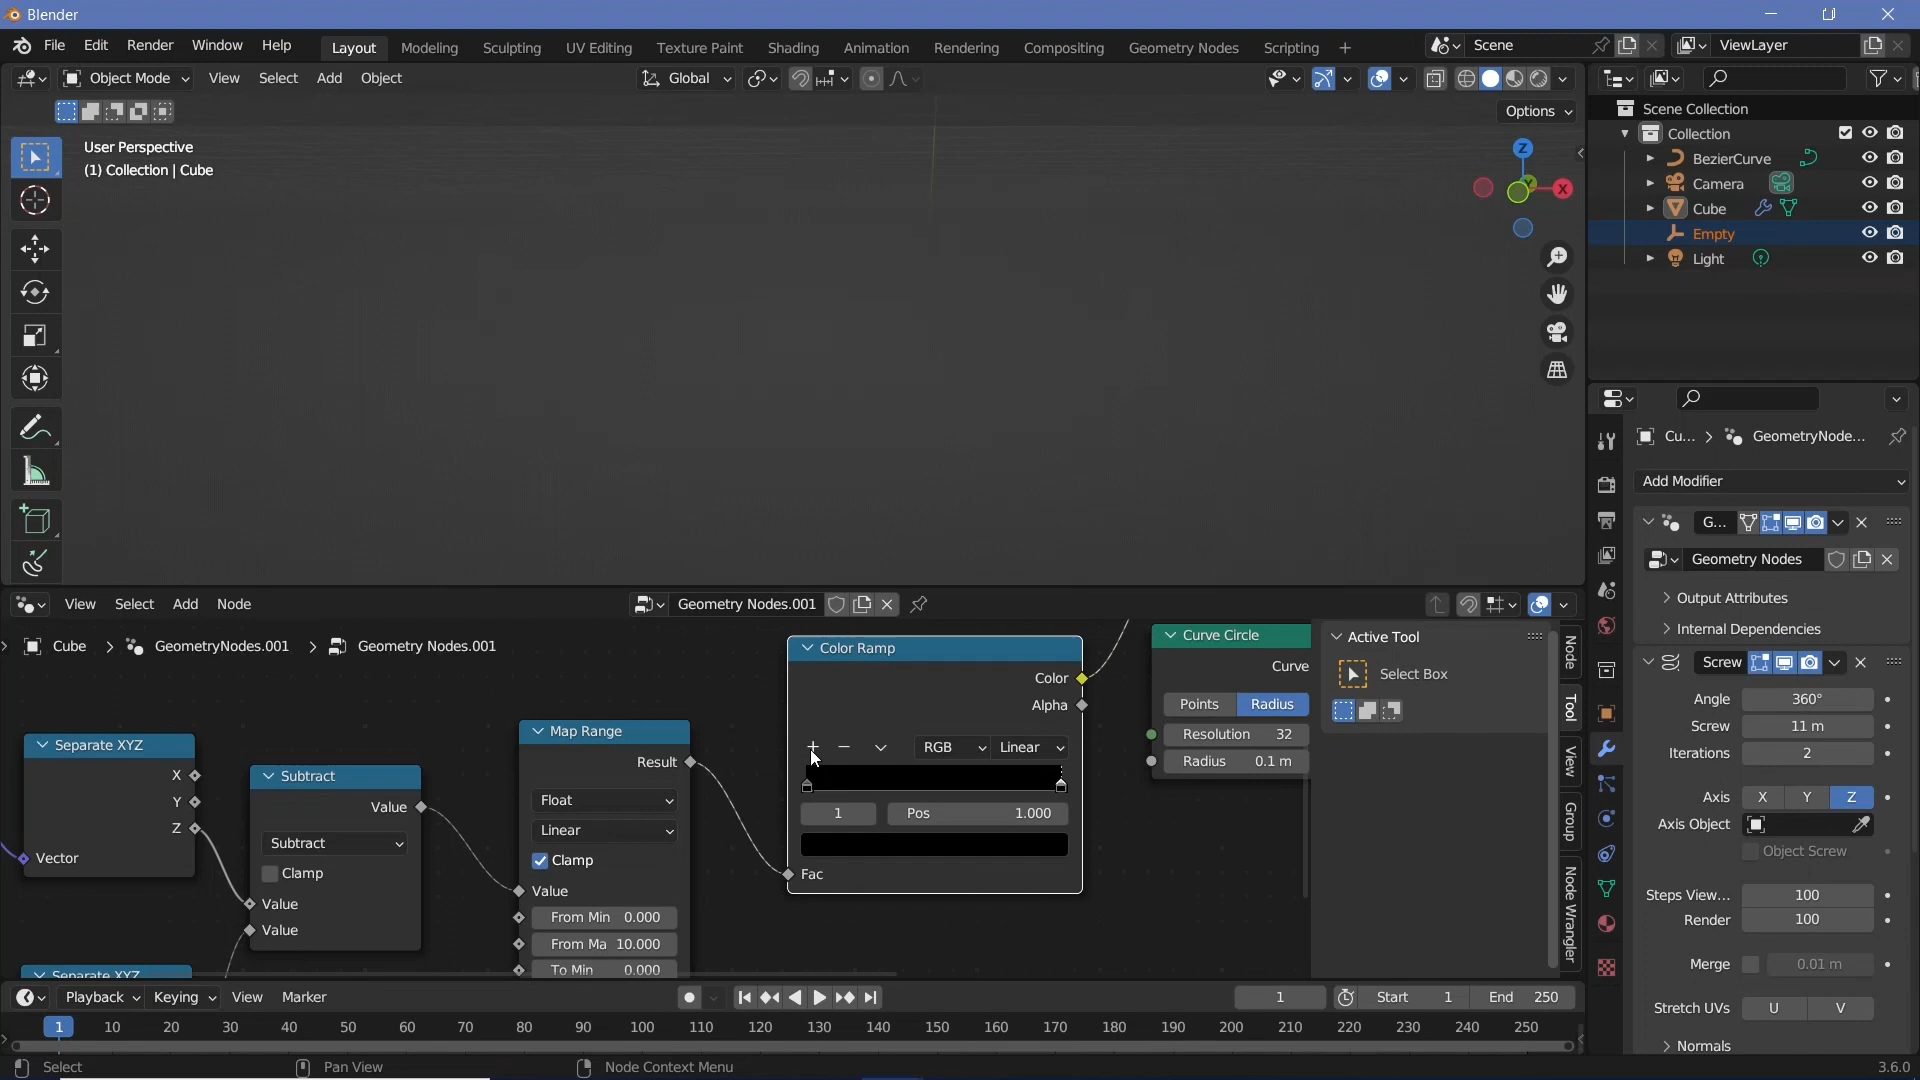 Blender
File Edit Render Window Help
Layout Modeling Sculpting UV Editing Texture Paint Shading Animation Rendering Compositing Geometry Nodes Scripting
Scene
ViewLayer
Object Mode View Select Add Object
Global
Options
User Perspective
(1) Collection | Cube
Z
X
Scene Collection
Collection
BezierCurve
Camera
Cube
Empty
Light
View Select Add Node
Geometry Nodes.001
Cube > GeometryNodes.001 > Geometry Nodes.001
Separate XYZ
X
Y
Z
Vector
Subtract
Value
Subtract
Clamp
Value
Value
Separate XYZ
Map Range
Result
Float
Linear
Clamp
Value
From Min 0.000
From Ma 10.000
To Min 0.000
Color Ramp
Color
Alpha
RGB Linear
1 Pos 1.000
Fac
Curve Circle
Curve
Points Radius
Resolution 32
Radius 0.1 m
Active Tool
Select Box
Node
Tool
View
Group
Node Wrangler
Cu... > GeometryNode...
Add Modifier
G...
Geometry Nodes
Output Attributes
Internal Dependencies
Screw
Angle 360°
Screw 11 m
Iterations 2
Axis X Y Z
Axis Object
Object Screw
Steps View... 100
Render 100
Merge 0.01 m
Stretch UVs U V
Normals
Playback Keying View Marker
1 Start 1 End 250
1 10 20 30 40 50 60 70 80 90 100 110 120 130 140 150 160 170 180 190 200 210 220 230 240 250
Select Pan View Node Context Menu 3.6.0